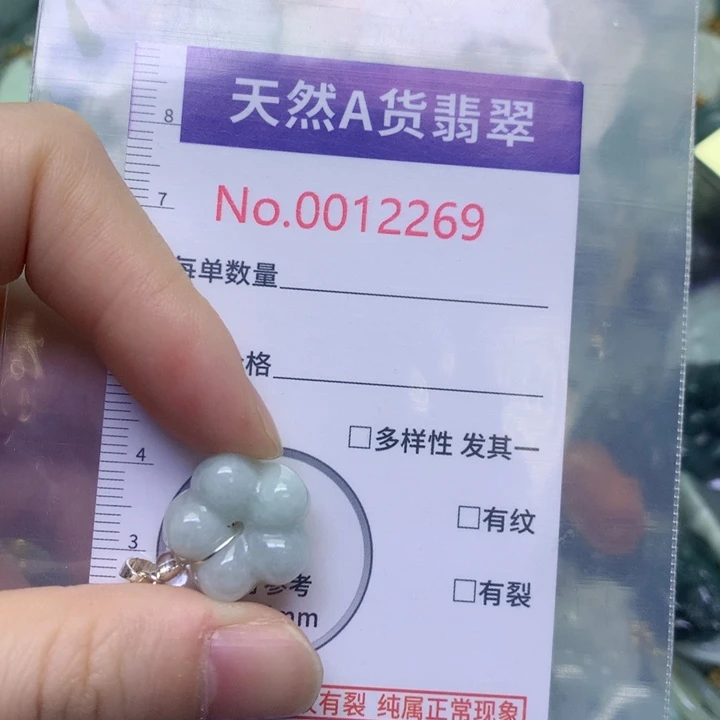 天然A货翡翠
8
No.0012269
7
每单数量
格
□多样性 发其一
4
□有纹
3
□有裂
参考
mm
有裂 纯属正常现象